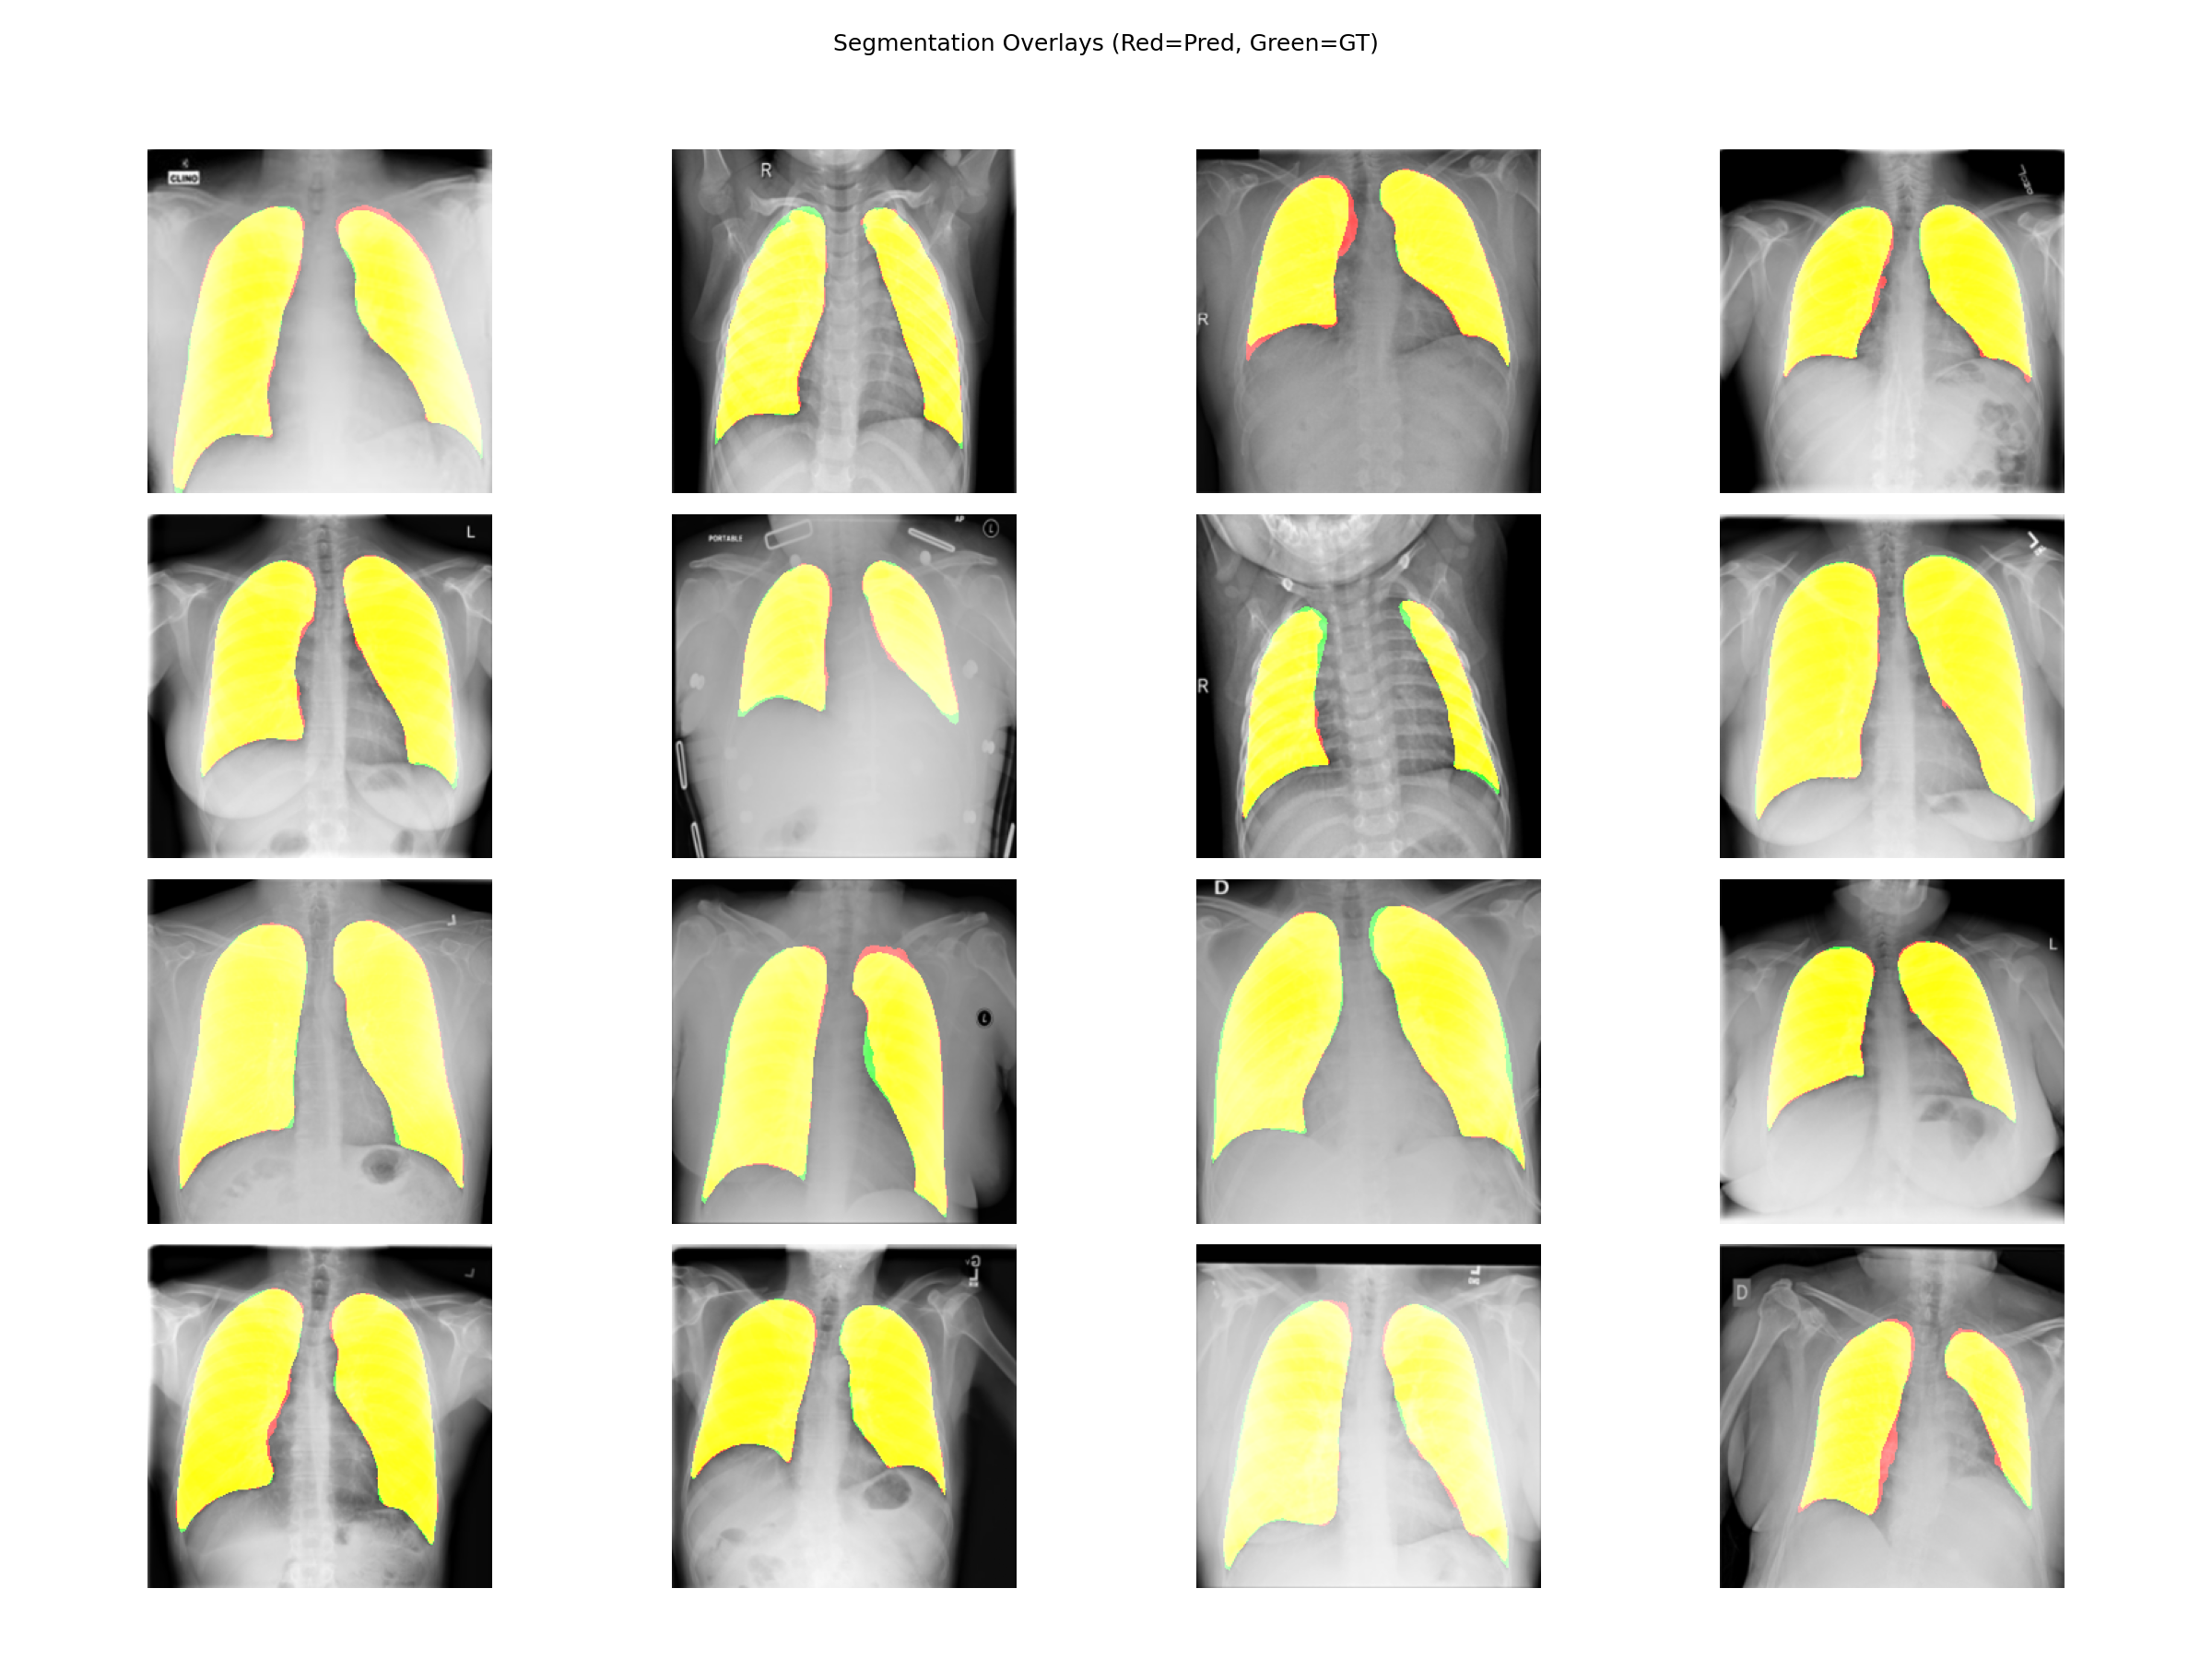 Segmentation Overlays (Red=Pred, Green=GT)
CLINO
R
R
L
PORTABLE
AP
L
R
L
D
L
D